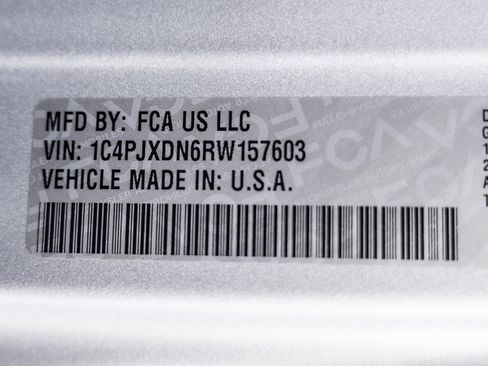 MFD BY: FCA US LLC
VIN: 1C4PJXDN6RW157603
VEHICLE MADE IN: U.S.A.